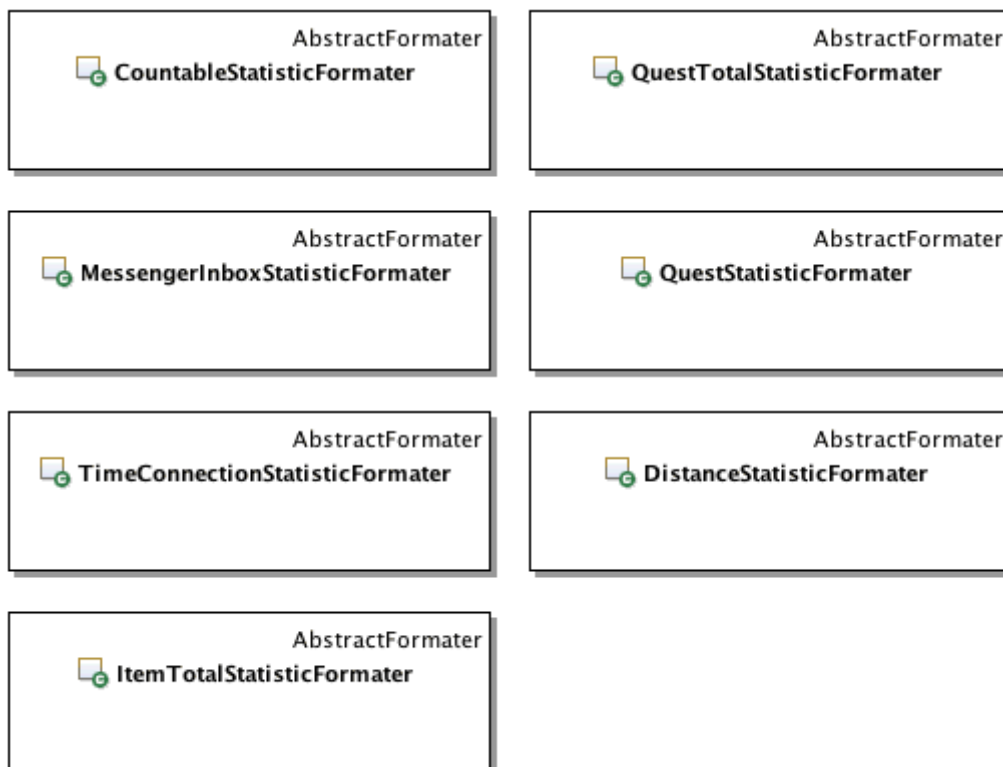 AbstractFormater
CountableStatisticFormater
AbstractFormater
QuestTotalStatisticFormater
AbstractFormater
MessengerInboxStatisticFormater
AbstractFormater
QuestStatisticFormater
AbstractFormater
TimeConnectionStatisticFormater
AbstractFormater
DistanceStatisticFormater
AbstractFormater
ItemTotalStatisticFormater